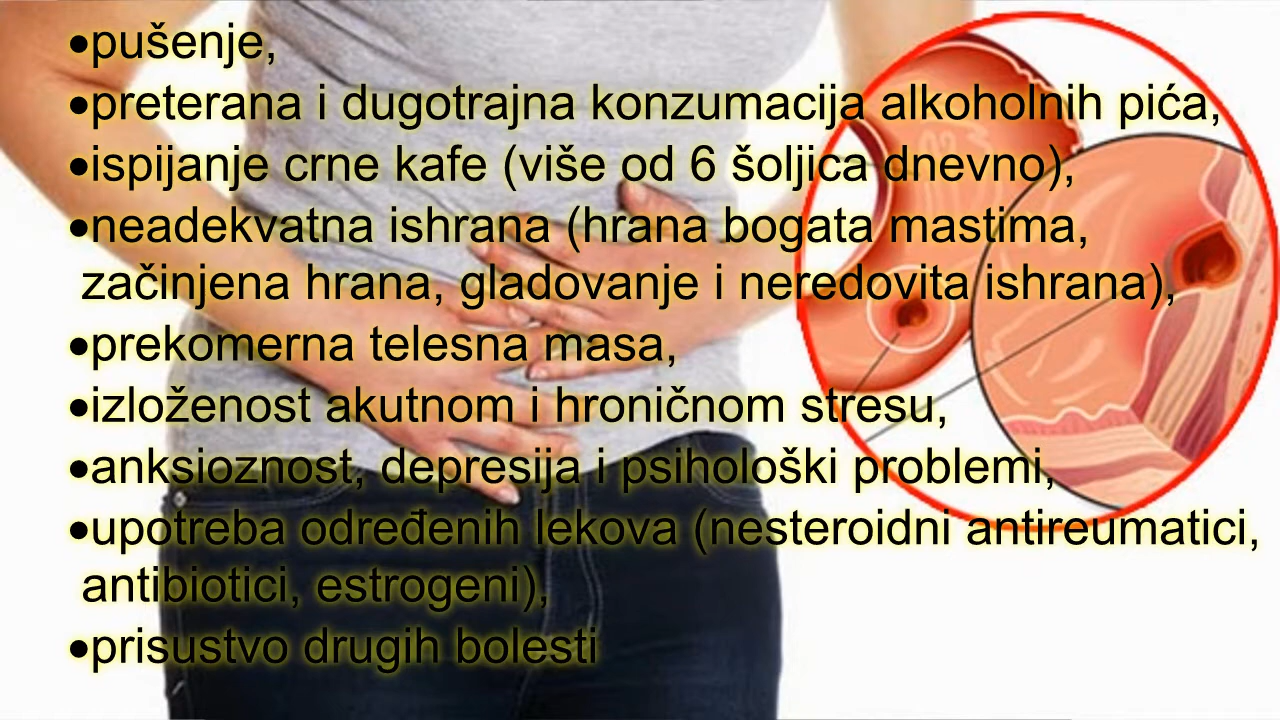 •pušenje,
•preterana i dugotrajna konzumacija alkoholnih pića,
•ispijanje crne kafe (više od 6 šoljica dnevno),
•neadekvatna ishrana (hrana bogata mastima,
začinjena hrana, gladovanje i neredovita ishrana),
•prekomerna telesna masa,
•izloženost akutnom i hroničnom stresu,
•anksioznost, depresija i psihološki problemi,
•upotreba određenih lekova (nesteroidni antireumatici,
antibiotici, estrogeni),
•prisustvo drugih bolesti